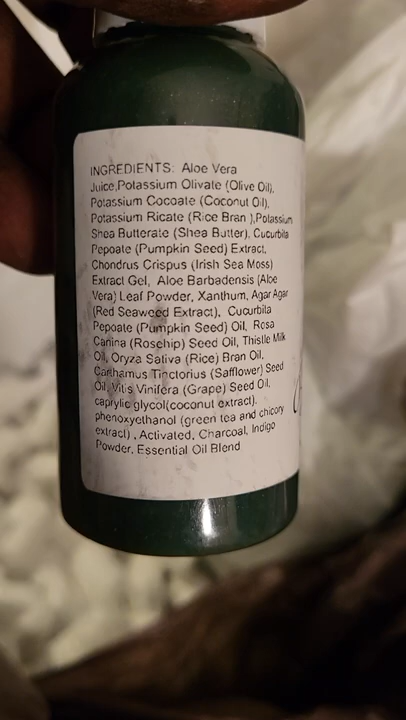 INGREDIENTS: Aloe Vera
Juice,Potassium Olivate (Olive Oil),
Potassium Cocoate (Coconut Oil),
Potassium Ricate (Rice Bran ),Potassium
Shea Butterate (Shea Butter), Cucurbita
Pepoate (Pumpkin Seed) Extract,
Chondrus Crispus (Irish Sea Moss)
Extract Gel, Aloe Barbadensis (Aloe
Vera) Leaf Powder, Xanthum, Agar Agar
(Red Seaweed Extract), Cucurbita
Pepoate (Pumpkin Seed) Oil, Rosa
Canina (Rosehip) Seed Oil, Thistle Milk
Oil, Oryza Sativa (Rice) Bran Oil,
Carthamus Tinctorius (Safflower) Seed
Oil, Vitis Vinifera (Grape) Seed Oil,
caprylic glycol(coconut extract),
phenoxyethanol (green tea and chicory
extract) , Activated, Charcoal, Indigo
Powder, Essential Oil Blend